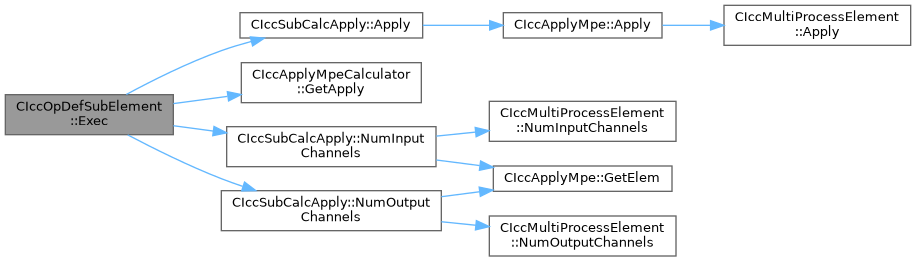 CIccOpDefSubElement
::Exec
CIccSubCalcApply::Apply
CIccApplyMpe::Apply
CIccMultiProcessElement
::Apply
CIccApplyMpeCalculator
::GetApply
CIccSubCalcApply::NumInput
Channels
CIccMultiProcessElement
::NumInputChannels
CIccApplyMpe::GetElem
CIccSubCalcApply::NumOutput
Channels
CIccMultiProcessElement
::NumOutputChannels